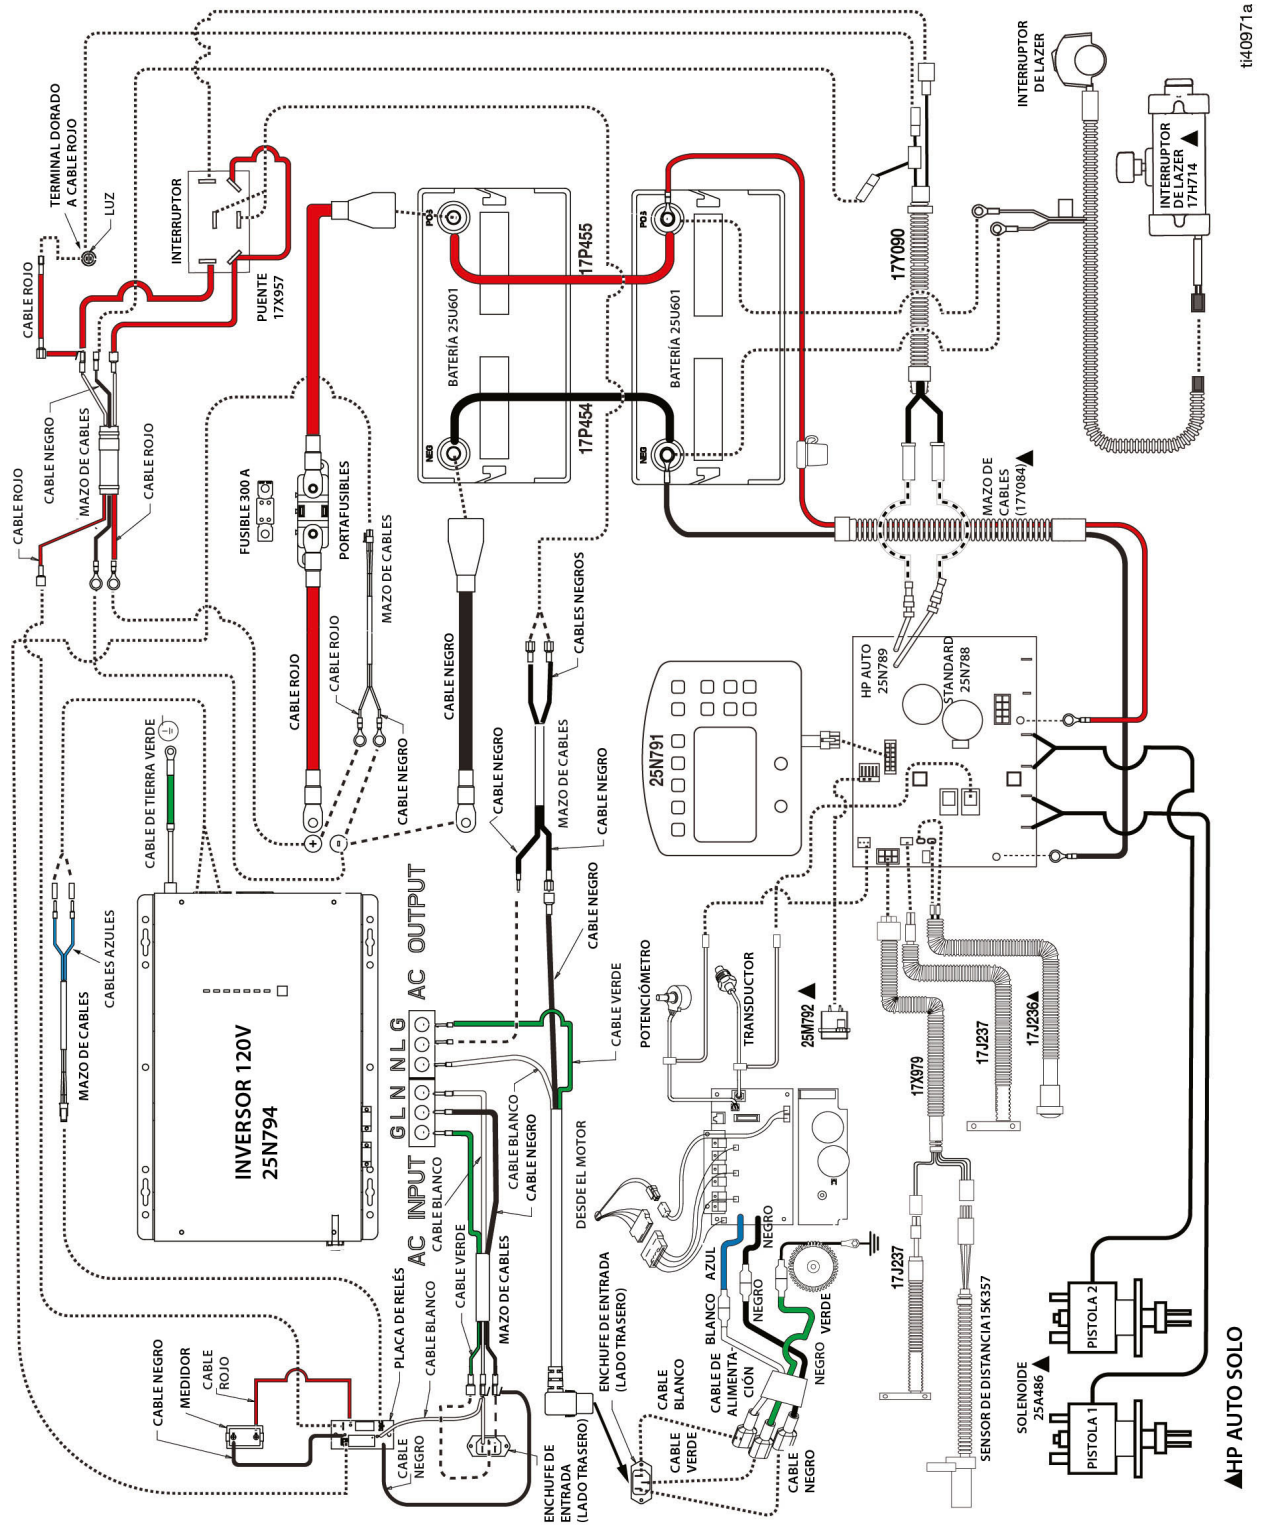 ti40971a
TERMINAL DORADO
A CABLE ROJO
LUZ
INTERRUPTOR
PUENTE
17X957
CABLE ROJO
CABLE NEGRO
MAZO DE CABLES
CABLE ROJO
CABLE ROJO
FUSIBLE 300 A
PORTAFUSIBLES
MAZO DE CABLES
CABLE ROJO
CABLE ROJO
CABLE NEGRO
CABLE NEGRO
+
-
POS
NEG
BATERÍA 25U601
17P455
17P454
POS
NEG
BATERÍA 25U601
17Y090
INTERRUPTOR
DE LAZER
INTERRUPTOR
DE LAZER
17H714
MAZO DE
CABLES
(17Y084)
CABLES NEGROS
MAZO DE CABLES
CABLE NEGRO
CABLE NEGRO
CABLE NEGRO
CABLE VERDE
CABLE DE TIERRA VERDE
CABLES AZULES
MAZO DE CABLES
INVERSOR 120V
25N794
AC OUTPUT
G L N N L G
AC INPUT
CABLE BLANCO
CABLE BLANCO
CABLE NEGRO
CABLE VERDE
MAZO DE CABLES
DESDE EL MOTOR
PLACA DE RELÉS
CABLE BLANCO
CABLE NEGRO
MEDIDOR
CABLE
ROJO
CABLE
NEGRO
ENCHUFE DE
ENTRADA
(LADO TRASERO)
ENCHUFE DE ENTRADA
(LADO TRASERO)
CABLE
BLANCO
CABLE
VERDE
CABLE
NEGRO
CABLE DE
ALIMENTA-
CIÓN
BLANCO
AZUL
NEGRO
NEGRO
VERDE
NEGRO
POTENCIÓMETRO
TRANSDUCTOR
25M792
25N791
HP AUTO
25N789
STANDARD
25N788
17X979
17J237
17J236
17J237
SENSOR DE DISTANCIA15K357
SOLENOIDE
25A486
PISTOLA 1
PISTOLA 2
▲HP AUTO SOLO